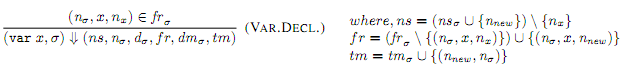 (n_σ, x, n_x) ∈ fr_σ
(var x, σ) ⇓ (ns, n_σ, d_σ, fr, dm_σ, tm) (VAR.DECL.)
where, ns = (ns_σ ∪ {n_new}) \ {n_x}
fr = (fr_σ \ {(n_σ, x, n_x)}) ∪ {(n_σ, x, n_new)}
tm = tm_σ ∪ {(n_new, n_σ)}